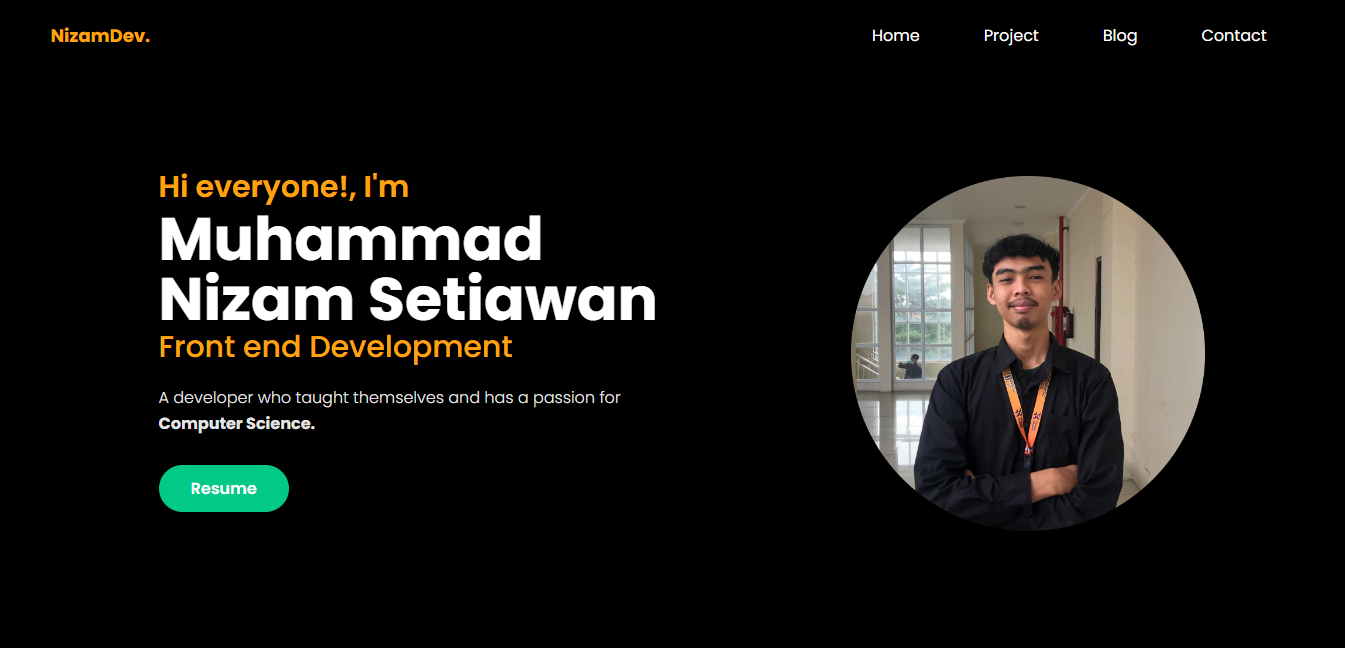 NizamDev.
Home Project Blog Contact
Hi everyone!, I'm
Muhammad
Nizam Setiawan
Front end Development
A developer who taught themselves and has a passion for
Computer Science.
Resume